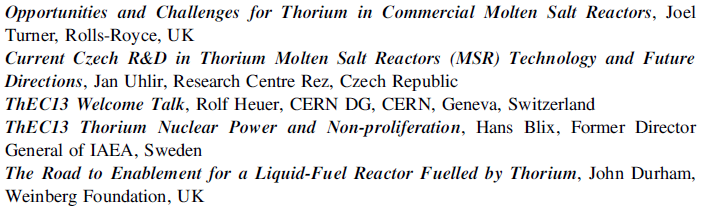 Opportunities and Challenges for Thorium in Commercial Molten Salt Reactors, Joel
Turner, Rolls-Royce, UK
Current Czech R&D in Thorium Molten Salt Reactors (MSR) Technology and Future
Directions, Jan Uhlir, Research Centre Rez, Czech Republic
ThEC13 Welcome Talk, Rolf Heuer, CERN DG, CERN, Geneva, Switzerland
ThEC13 Thorium Nuclear Power and Non-proliferation, Hans Blix, Former Director
General of IAEA, Sweden
The Road to Enablement for a Liquid-Fuel Reactor Fuelled by Thorium, John Durham,
Weinberg Foundation, UK